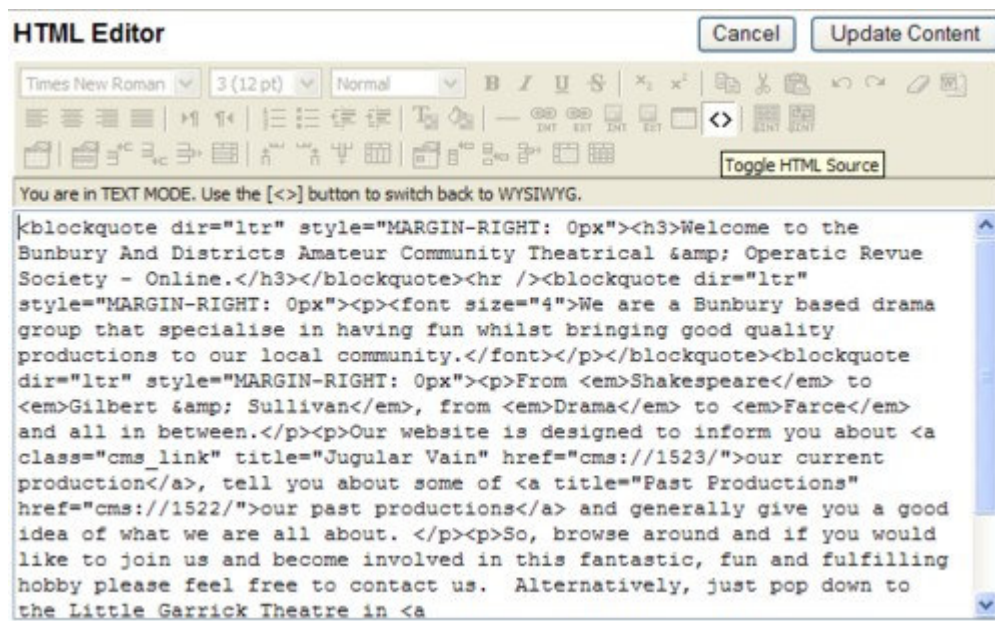 HTML Editor
Cancel
Update Content
Times New Roman
3 (12 pt)
Normal
B I U S x₂ x²
INT EXT INT EXT <> INT INT
Toggle HTML Source
You are in TEXT MODE. Use the [<>] button to switch back to WYSIWYG.
<blockquote dir="ltr" style="MARGIN-RIGHT: 0px"><h3>Welcome to the
Bunbury And Districts Amateur Community Theatrical &amp; Operatic Revue
Society - Online.</h3></blockquote><hr /><blockquote dir="ltr"
style="MARGIN-RIGHT: 0px"><p><font size="4">We are a Bunbury based drama
group that specialise in having fun whilst bringing good quality
productions to our local community.</font></p></blockquote><blockquote
dir="ltr" style="MARGIN-RIGHT: 0px"><p>From <em>Shakespeare</em> to
<em>Gilbert &amp; Sullivan</em>, from <em>Drama</em> to <em>Farce</em>
and all in between.</p><p>Our website is designed to inform you about <a
class="cms_link" title="Jugular Vain" href="cms://1523/">our current
production</a>, tell you about some of <a title="Past Productions"
href="cms://1522/">our past productions</a> and generally give you a good
idea of what we are all about. </p><p>So, browse around and if you would
like to join us and become involved in this fantastic, fun and fulfilling
hobby please feel free to contact us.  Alternatively, just pop down to
the Little Garrick Theatre in <a